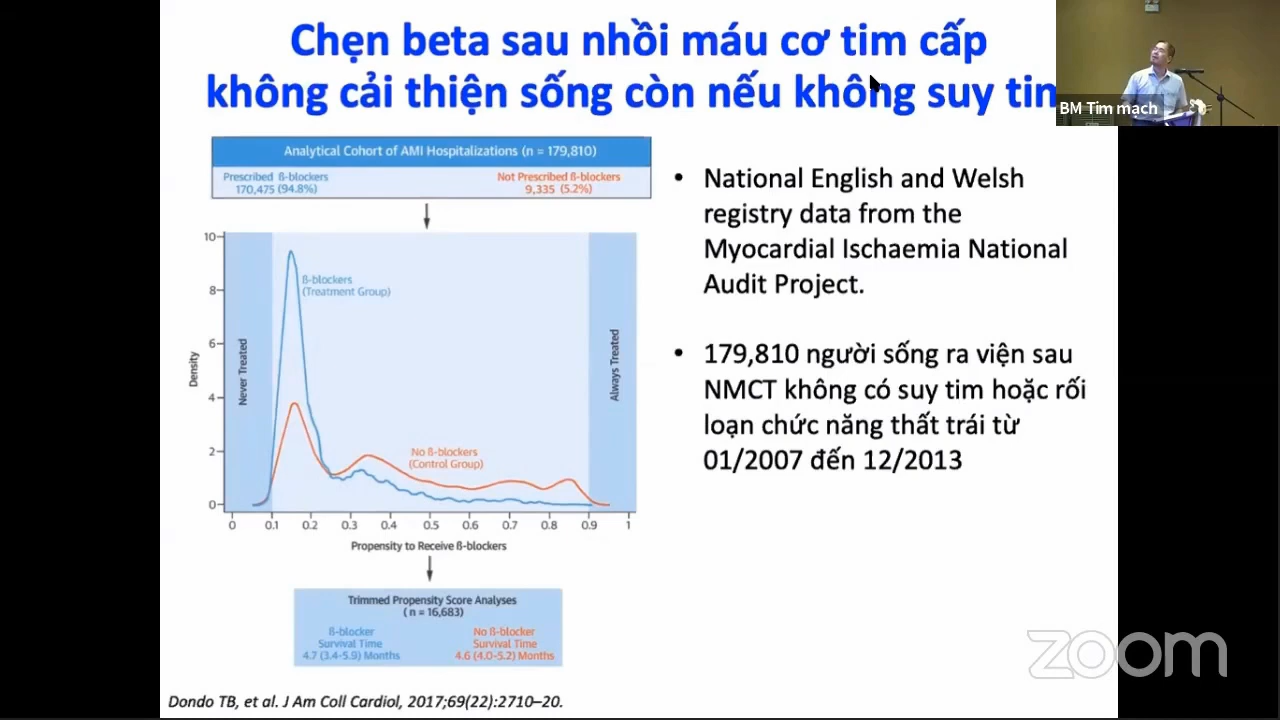 Chẹn beta sau nhồi máu cơ tim cấp
không cải thiện sống còn nếu không suy tim
BM Tim mach
Analytical Cohort of AMI Hospitalizations (n = 179,810)
Prescribed ß-blockers
170,475 (94.8%)
Not Prescribed ß-blockers
9,335 (5.2%)
Density
10
8
6
4
2
0
Never Treated
ß-blockers
(Treatment Group)
No ß-blockers
(Control Group)
Always Treated
0 0.1 0.2 0.3 0.4 0.5 0.6 0.7 0.8 0.9 1
Propensity to Receive ß-blockers
Trimmed Propensity Score Analyses
(n = 16,683)
ß-blocker
Survival Time
4.7 (3.4-5.9) Months
No ß-blocker
Survival Time
4.6 (4.0-5.2) Months
• National English and Welsh
registry data from the
Myocardial Ischaemia National
Audit Project.
• 179,810 người sống ra viện sau
NMCT không có suy tim hoặc rối
loạn chức năng thất trái từ
01/2007 đến 12/2013
Dondo TB, et al. J Am Coll Cardiol, 2017;69(22):2710–20.
zoom